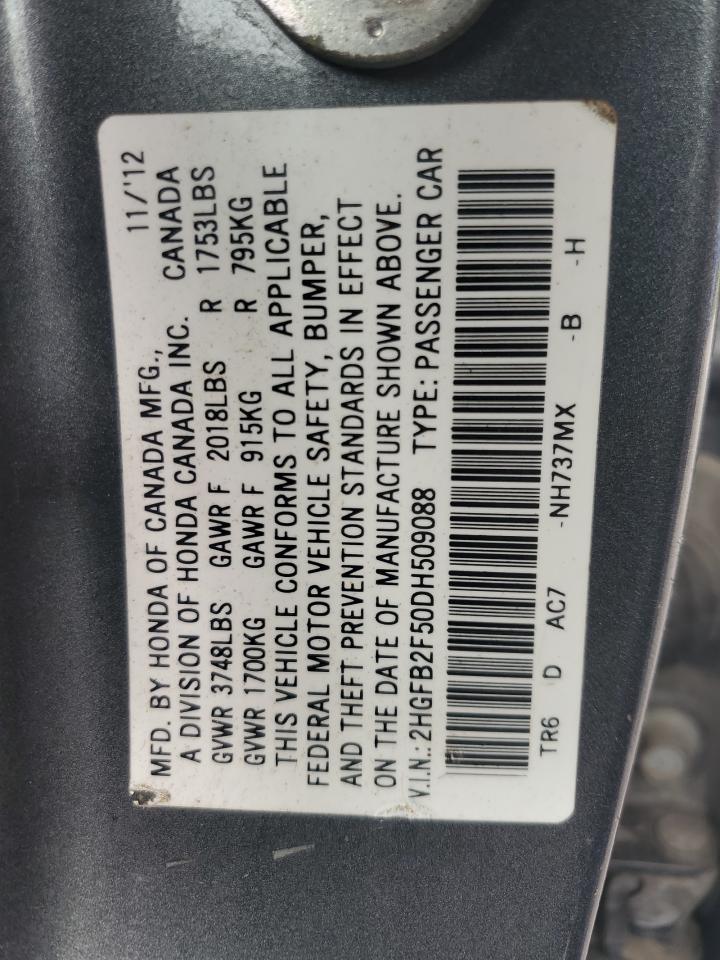 MFD. BY HONDA OF CANADA MFG., 11/'12
A DIVISION OF HONDA CANADA INC. CANADA
GVWR 3748LBS GAWR F 2018LBS R 1753LBS
GVWR 1700KG GAWR F 915KG R 795KG
THIS VEHICLE CONFORMS TO ALL APPLICABLE
FEDERAL MOTOR VEHICLE SAFETY, BUMPER,
AND THEFT PREVENTION STANDARDS IN EFFECT
ON THE DATE OF MANUFACTURE SHOWN ABOVE.
V.I.N.: 2HGFB2F50DH509088 TYPE: PASSENGER CAR
TR6 D AC7 -NH737MX -B -H